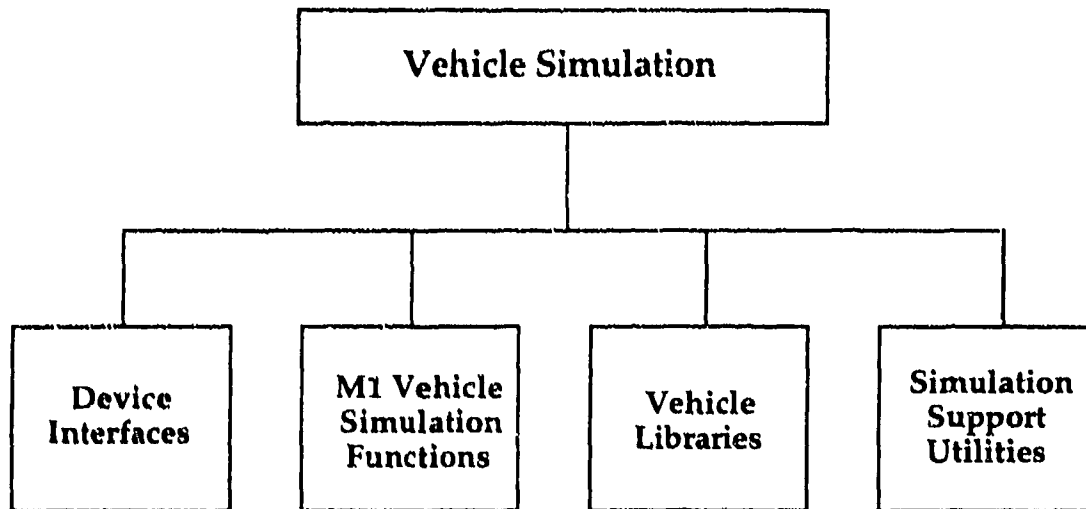 Vehicle Simulation
Device
Interfaces
M1 Vehicle
Simulation
Functions
Vehicle
Libraries
Simulation
Support
Utilities